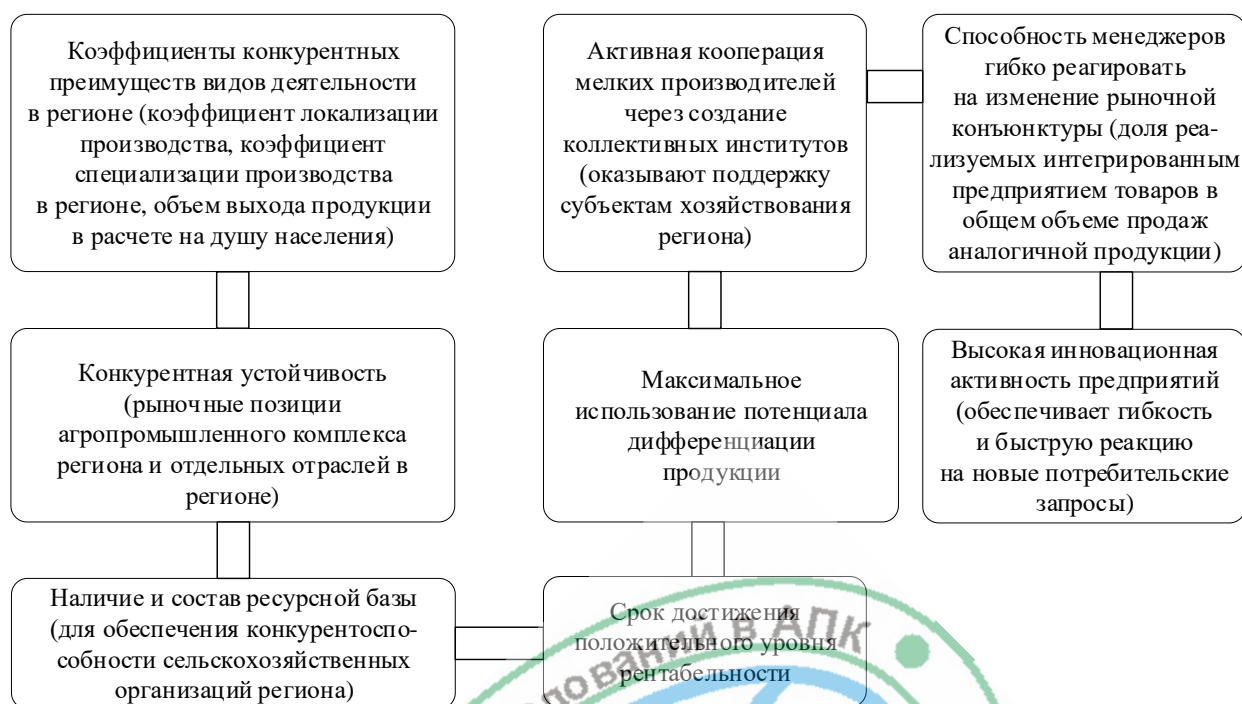 Коэффициенты конкурентных
преимуществ видов деятельности
в регионе (коэффициент локализации
производства, коэффициент
специализации производства
в регионе, объем выхода продукции
в расчете на душу населения)
Конкурентная устойчивость
(рыночные позиции
агропромышленного комплекса
региона и отдельных отраслей в
регионе)
Наличие и состав ресурсной базы
(для обеспечения конкурентоспо-
собности сельскохозяйственных
организаций региона)
Срок достижения
положительного уровня
рентабельности
Максимальное
использование потенциала
дифференциации
продукции
Активная кооперация
мелких производителей
через создание
коллективных институтов
(оказывают поддержку
субъектам хозяйствования
региона)
Способность менеджеров
гибко реагировать
на изменение рыночной
конъюнктуры (доля реа-
лизуемых интегрированным
предприятием товаров в
общем объеме продаж
аналогичной продукции)
Высокая инновационная
активность предприятий
(обеспечивает гибкость
и быструю реакцию
на новые потребительские
запросы)
в АПК